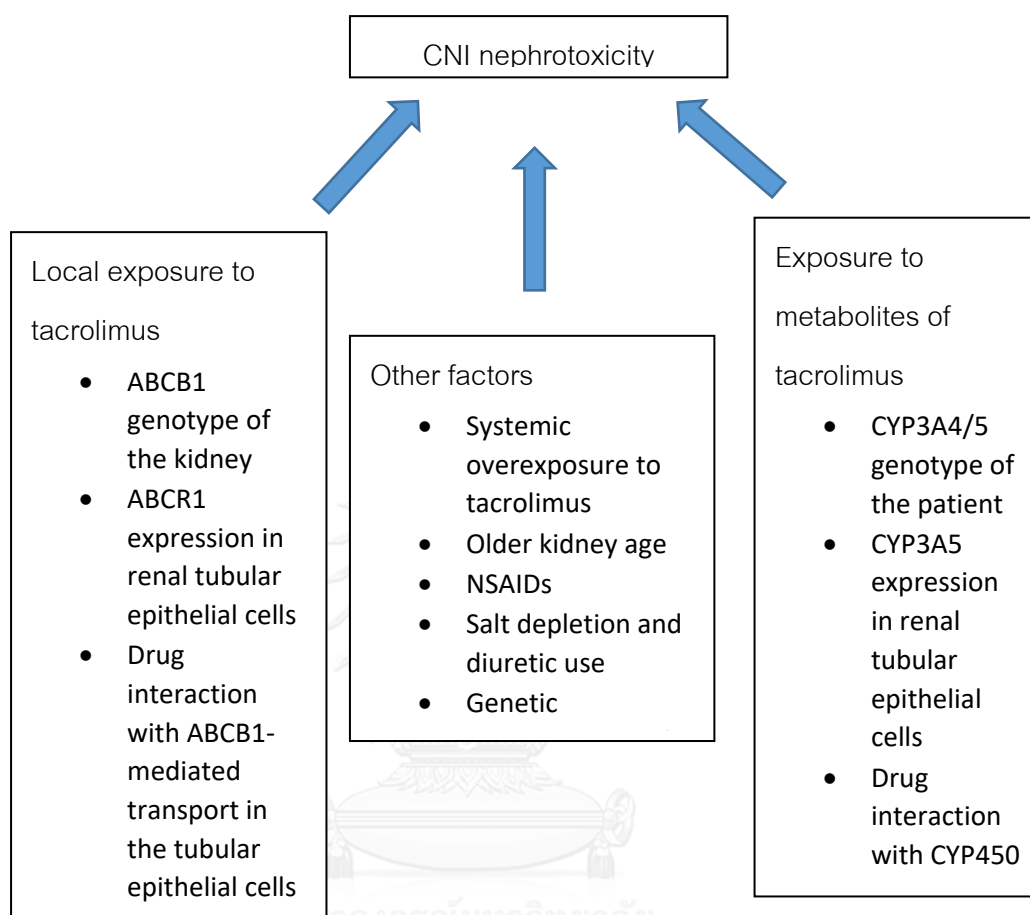 CNI nephrotoxicity
Local exposure to
tacrolimus
• ABCB1
genotype of
the kidney
• ABCR1
expression in
renal tubular
epithelial cells
• Drug
interaction
with ABCB1-
mediated
transport in
the tubular
epithelial cells
Other factors
• Systemic
overexposure to
tacrolimus
• Older kidney age
• NSAIDs
• Salt depletion and
diuretic use
• Genetic
Exposure to
metabolites of
tacrolimus
• CYP3A4/5
genotype of
the patient
• CYP3A5
expression
in renal
tubular
epithelial
cells
• Drug
interaction
with CYP450